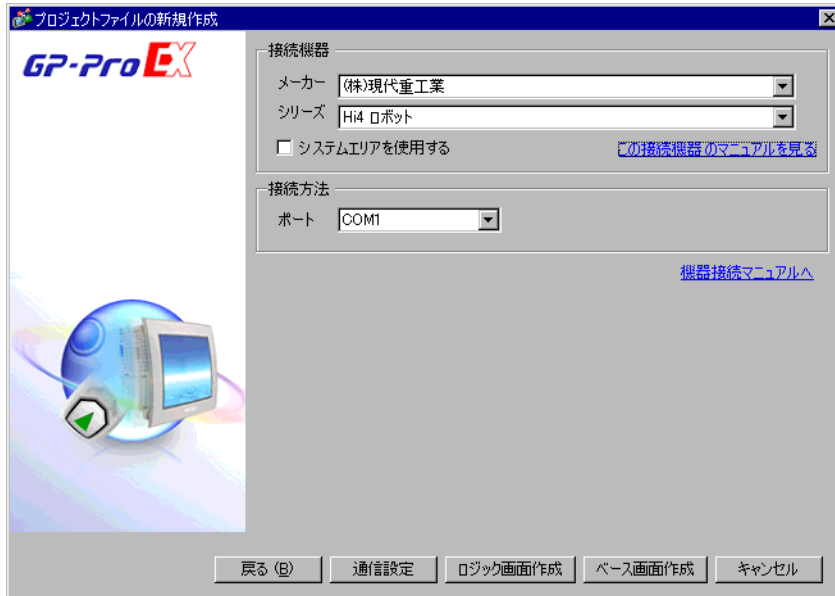 プロジェクトファイルの新規作成
GP-Pro EX
接続機器
メーカー (株)現代重工業
シリーズ Hi4 ロボット
システムエリアを使用する この接続機器のマニュアルを見る
接続方法
ポート COM1
機器接続マニュアルへ
戻る (B) 通信設定 ロジック画面作成 ベース画面作成 キャンセル